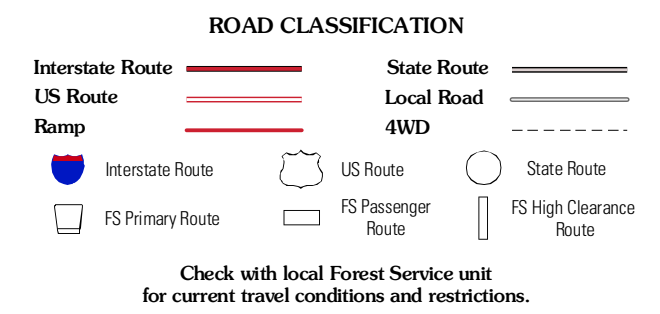 ROAD CLASSIFICATION
Interstate Route
State Route
US Route
Local Road
Ramp
4WD
Interstate Route
US Route
State Route
FS Primary Route
FS Passenger
Route
FS High Clearance
Route
Check with local Forest Service unit
for current travel conditions and restrictions.